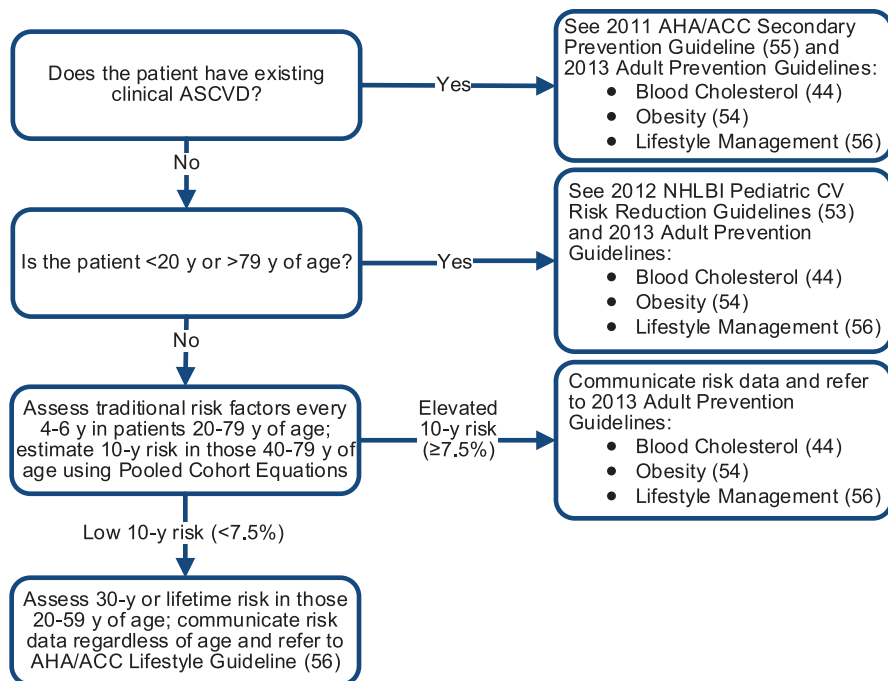 Does the patient have existing
clinical ASCVD?
Yes
See 2011 AHA/ACC Secondary
Prevention Guideline (55) and
2013 Adult Prevention Guidelines:
• Blood Cholesterol (44)
• Obesity (54)
• Lifestyle Management (56)
No
Is the patient <20 y or >79 y of age?
Yes
See 2012 NHLBI Pediatric CV
Risk Reduction Guidelines (53)
and 2013 Adult Prevention
Guidelines:
• Blood Cholesterol (44)
• Obesity (54)
• Lifestyle Management (56)
No
Assess traditional risk factors every
4-6 y in patients 20-79 y of age;
estimate 10-y risk in those 40-79 y of
age using Pooled Cohort Equations
Elevated
10-y risk
(≥7.5%)
Communicate risk data and refer
to 2013 Adult Prevention
Guidelines:
• Blood Cholesterol (44)
• Obesity (54)
• Lifestyle Management (56)
Low 10-y risk (<7.5%)
Assess 30-y or lifetime risk in those
20-59 y of age; communicate risk
data regardless of age and refer to
AHA/ACC Lifestyle Guideline (56)